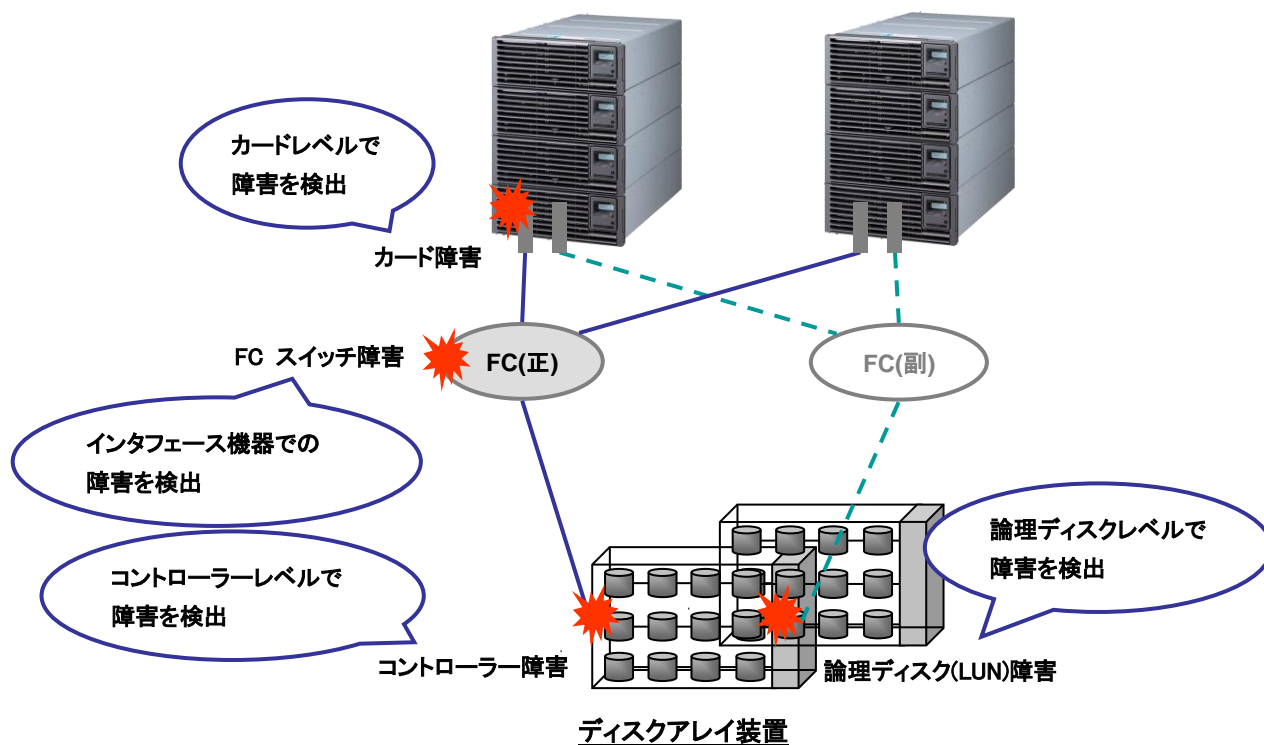 カードレベルで
障害を検出
カード障害
FC スイッチ障害
FC(正)
FC(副)
インタフェース機器での
障害を検出
コントローラーレベルで
障害を検出
論理ディスクレベルで
障害を検出
コントローラー障害
論理ディスク(LUN)障害
ディスクアレイ装置